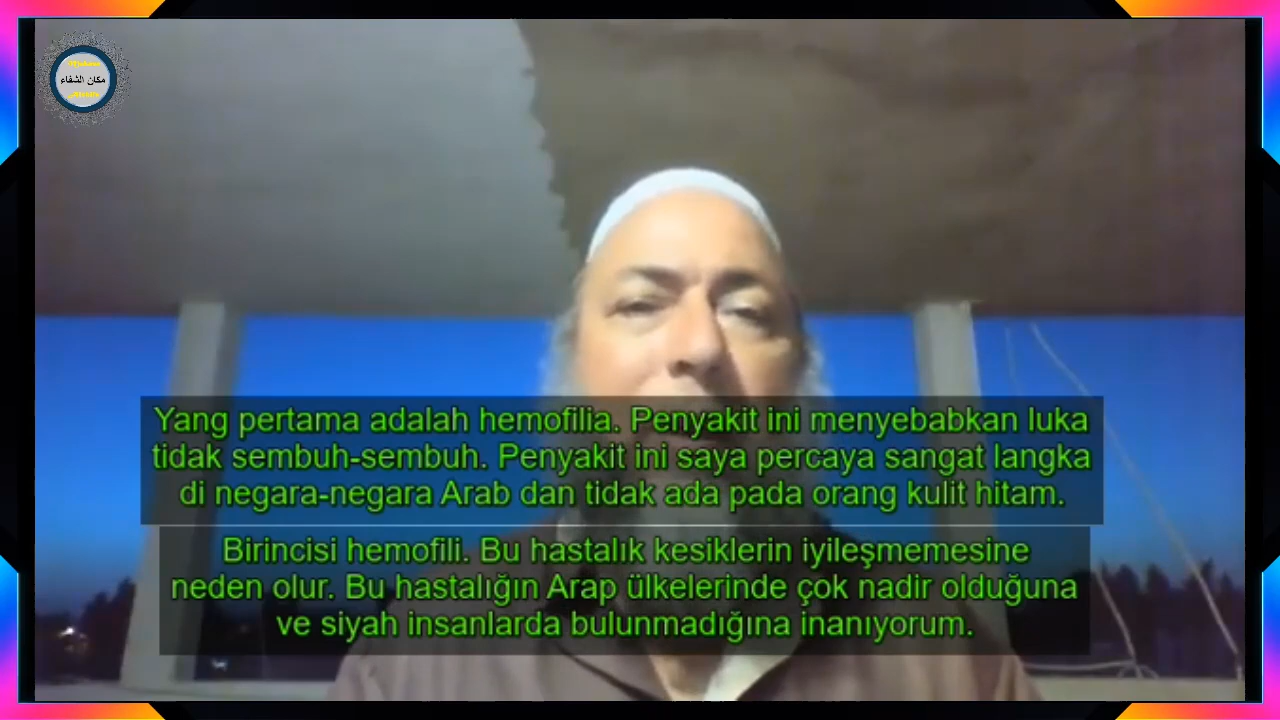 مكان الشفاء
Yang pertama adalah hemofilia. Penyakit ini menyebabkan luka
tidak sembuh-sembuh. Penyakit ini saya percaya sangat langka
di negara-negara Arab dan tidak ada pada orang kulit hitam.
Birincisi hemofili. Bu hastalık kesiklerin iyileşmemesine
neden olur. Bu hastalığın Arap ülkelerinde çok nadir olduğuna
ve siyah insanlarda bulunmadığına inanıyorum.